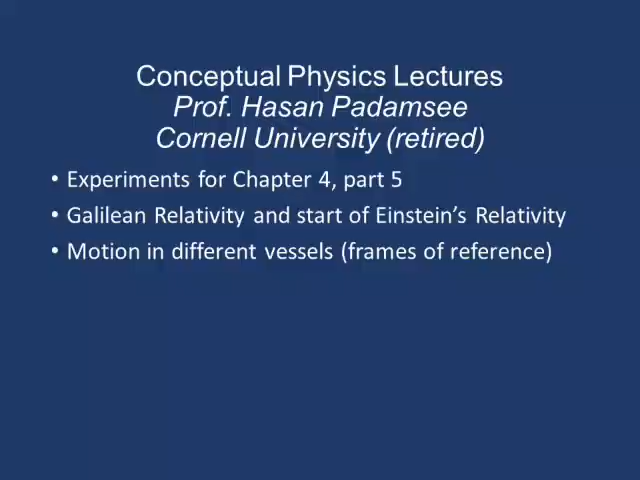 Conceptual Physics Lectures
Prof. Hasan Padamsee
Cornell University (retired)
• Experiments for Chapter 4, part 5
• Galilean Relativity and start of Einstein’s Relativity
• Motion in different vessels (frames of reference)